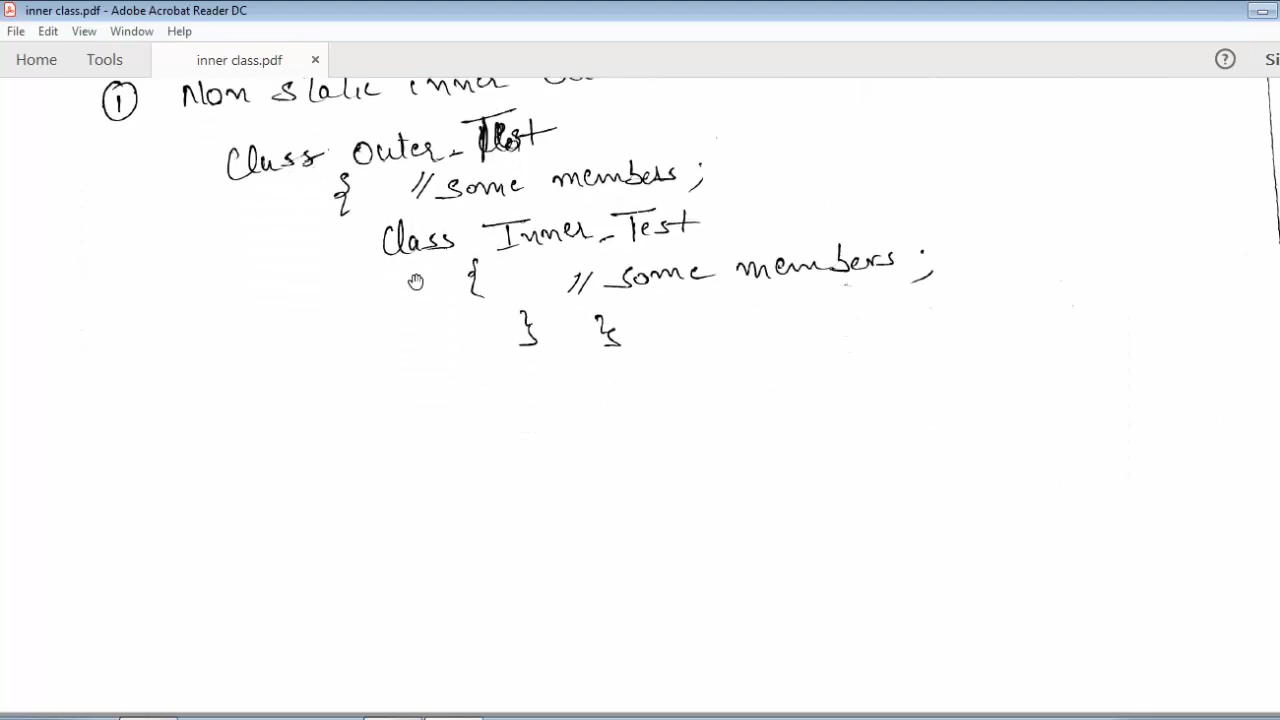 inner class.pdf - Adobe Acrobat Reader DC
File Edit View Window Help
Home Tools inner class.pdf × ? Si
① Non static inner
Class Outer_Test
{ // some members ;
Class Inner_Test
{ // some members ;
} }